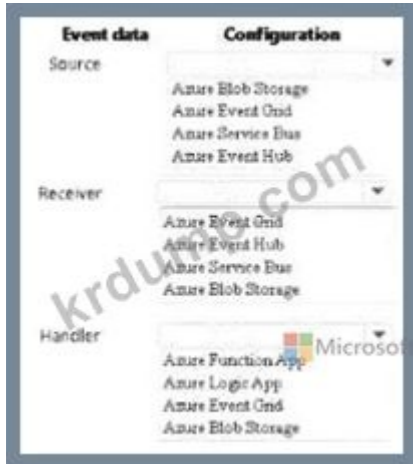 Event data Configuration
Source
Azure Blob Storage
Azure Event Grid
Azure Service Bus
Azure Event Hub
Receiver
Azure Event Grid
Azure Event Hub
Azure Service Bus
Azure Blob Storage
Handler
Azure Function App
Azure Logic App
Azure Event Grid
Azure Blob Storage
krdump.com
Microsof